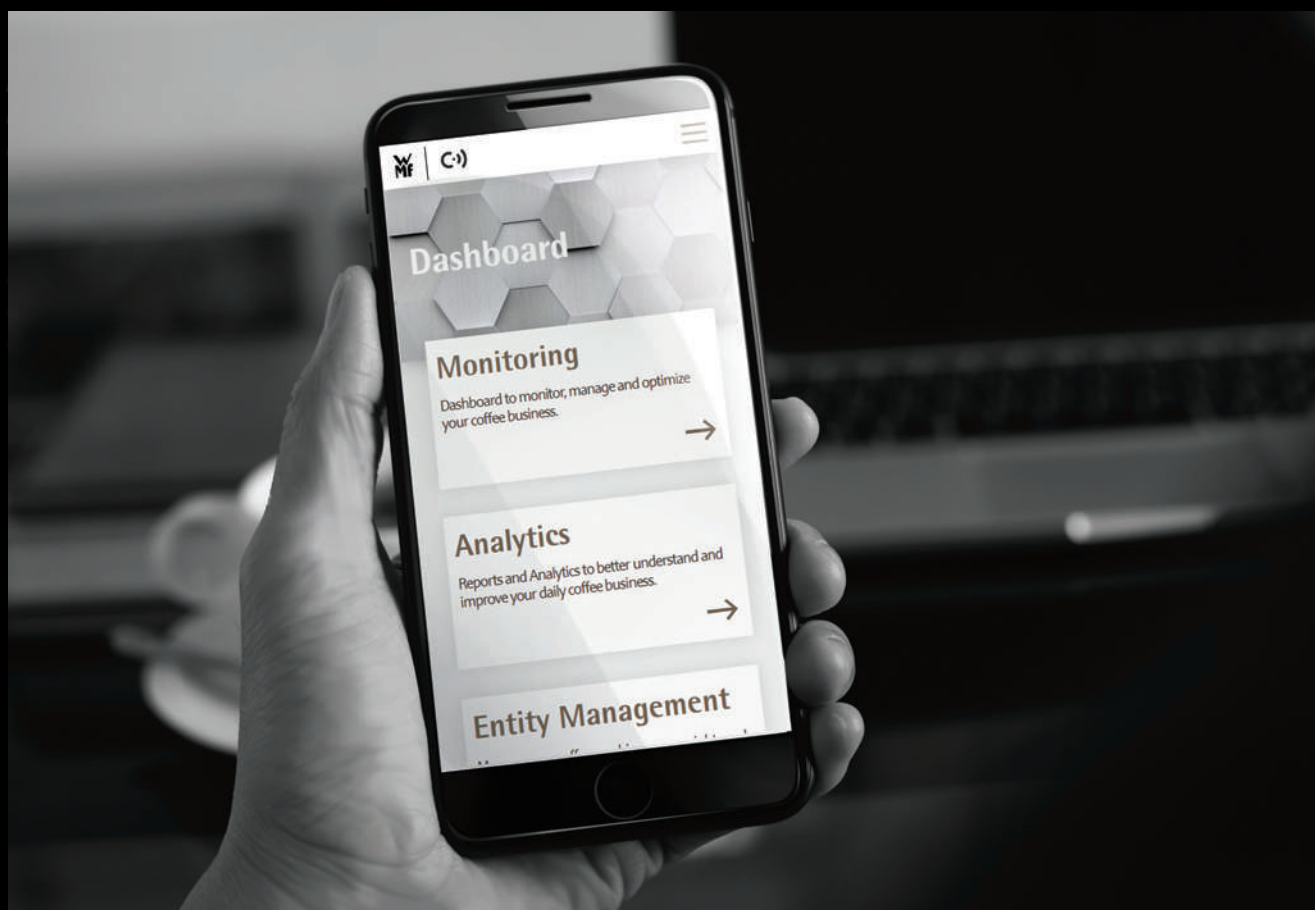 WMF
Dashboard
Monitoring
Dashboard to monitor, manage and optimize
your coffee business.
Analytics
Reports and Analytics to better understand and
improve your daily coffee business.
Entity Management